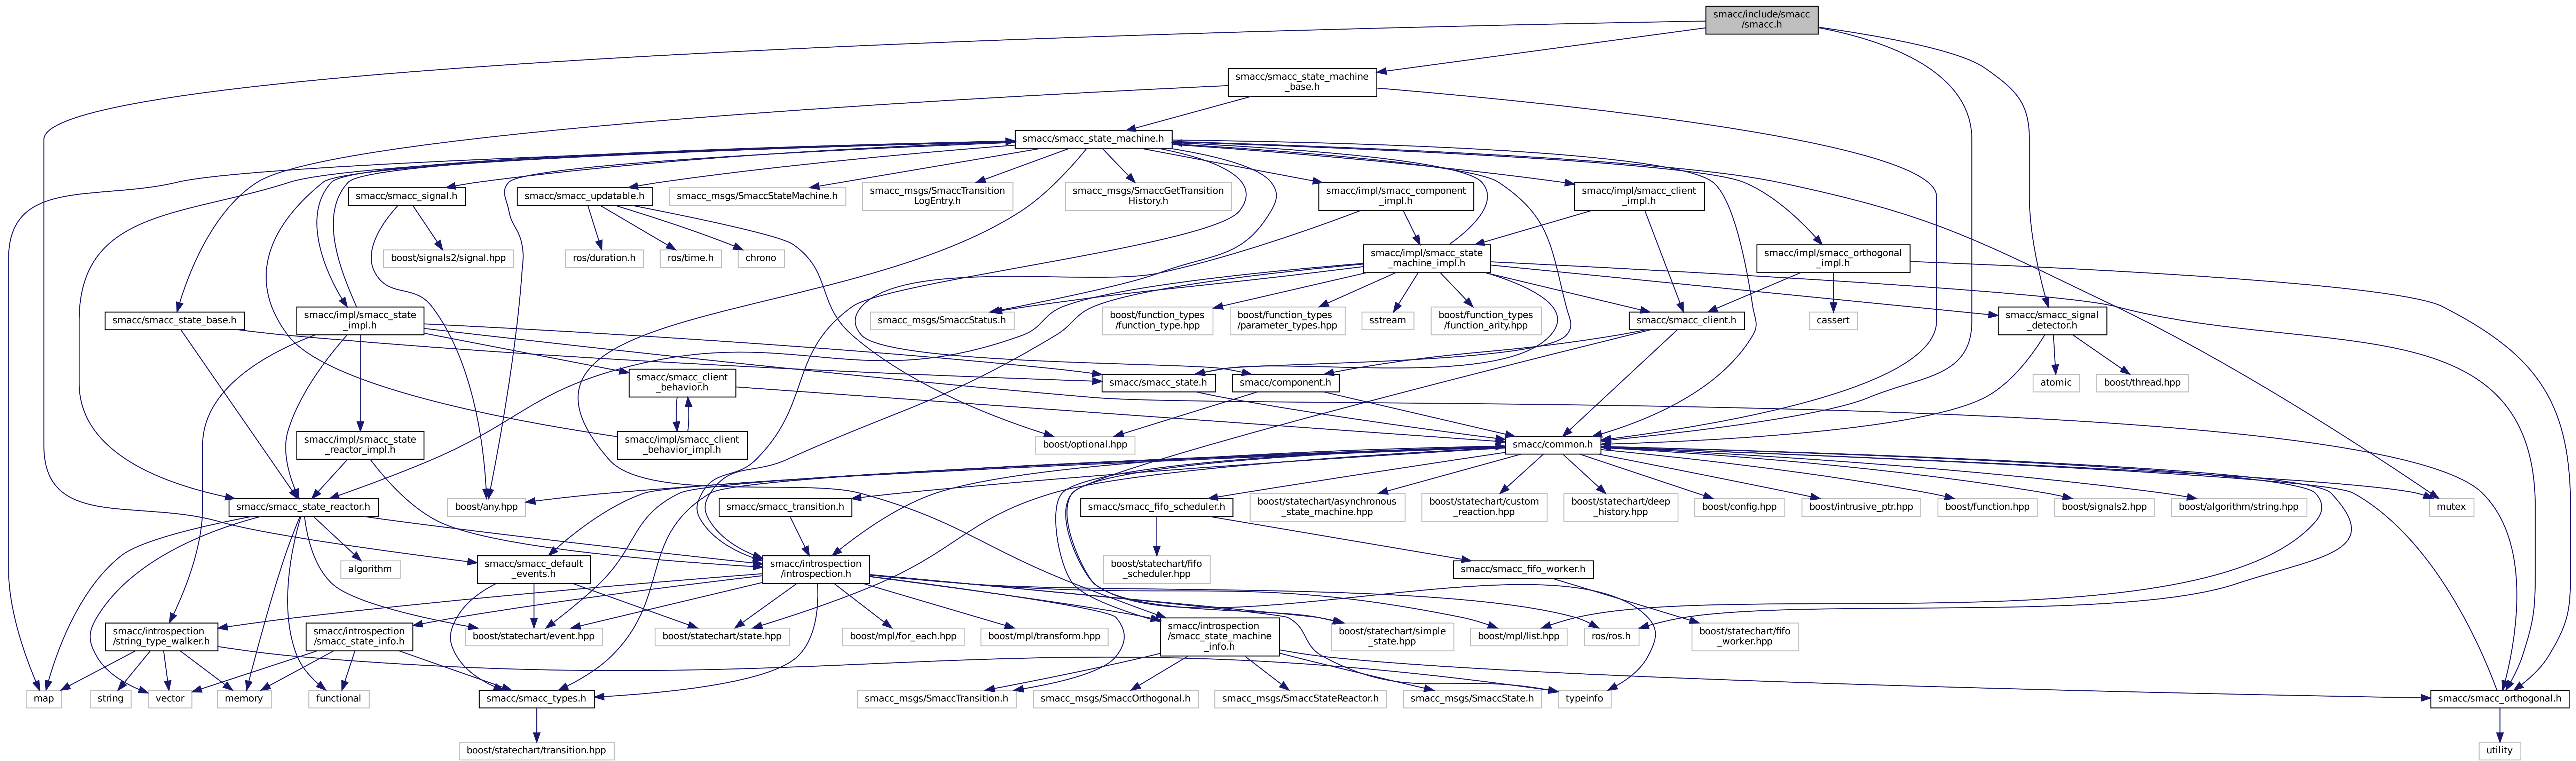 smacc/include/smacc
/smacc.h
smacc/smacc_state_machine
_base.h
smacc/smacc_state_machine.h
smacc/smacc_signal.h
smacc/smacc_updatable.h
smacc_msgs/SmaccStateMachine.h
smacc_msgs/SmaccTransition
LogEntry.h
smacc_msgs/SmaccGetTransition
History.h
smacc/impl/smacc_component
_impl.h
smacc/impl/smacc_client
_impl.h
boost/signals2/signal.hpp
ros/duration.h
ros/time.h
chrono
smacc/impl/smacc_state
_machine_impl.h
smacc/impl/smacc_orthogonal
_impl.h
smacc/smacc_state_base.h
smacc/impl/smacc_state
_impl.h
smacc_msgs/SmaccStatus.h
boost/function_types
/function_type.hpp
boost/function_types
/parameter_types.hpp
sstream
boost/function_types
/function_arity.hpp
smacc/smacc_client.h
cassert
smacc/smacc_signal
_detector.h
smacc/smacc_client
_behavior.h
smacc/smacc_state.h
smacc/component.h
atomic
boost/thread.hpp
smacc/impl/smacc_state
_reactor_impl.h
smacc/impl/smacc_client
_behavior_impl.h
boost/optional.hpp
smacc/common.h
smacc/smacc_state_reactor.h
boost/any.hpp
smacc/smacc_transition.h
smacc/smacc_fifo_scheduler.h
boost/statechart/asynchronous
_state_machine.hpp
boost/statechart/custom
_reaction.hpp
boost/statechart/deep
_history.hpp
boost/config.hpp
boost/intrusive_ptr.hpp
boost/function.hpp
boost/signals2.hpp
boost/algorithm/string.hpp
mutex
algorithm
smacc/smacc_default
_events.h
smacc/introspection
/introspection.h
boost/statechart/fifo
_scheduler.hpp
smacc/smacc_fifo_worker.h
smacc/introspection
/string_type_walker.h
smacc/introspection
/smacc_state_info.h
boost/statechart/event.hpp
boost/statechart/state.hpp
boost/mpl/for_each.hpp
boost/mpl/transform.hpp
smacc/introspection
/smacc_state_machine
_info.h
boost/statechart/simple
_state.hpp
boost/mpl/list.hpp
ros/ros.h
boost/statechart/fifo
_worker.hpp
map
string
vector
memory
functional
smacc/smacc_types.h
smacc_msgs/SmaccTransition.h
smacc_msgs/SmaccOrthogonal.h
smacc_msgs/SmaccStateReactor.h
smacc_msgs/SmaccState.h
typeinfo
smacc/smacc_orthogonal.h
boost/statechart/transition.hpp
utility